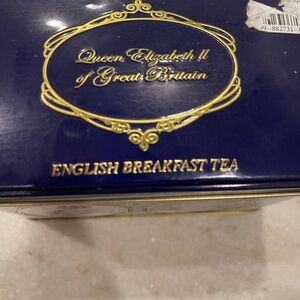 Queen Elizabeth II
of Great Britain
ENGLISH BREAKFAST TEA